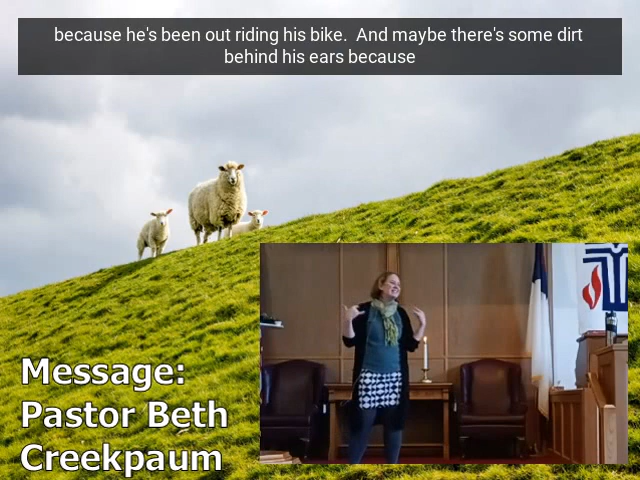 because he's been out riding his bike.  And maybe there's some dirt
behind his ears because
Message:
Pastor Beth
Creekpaum